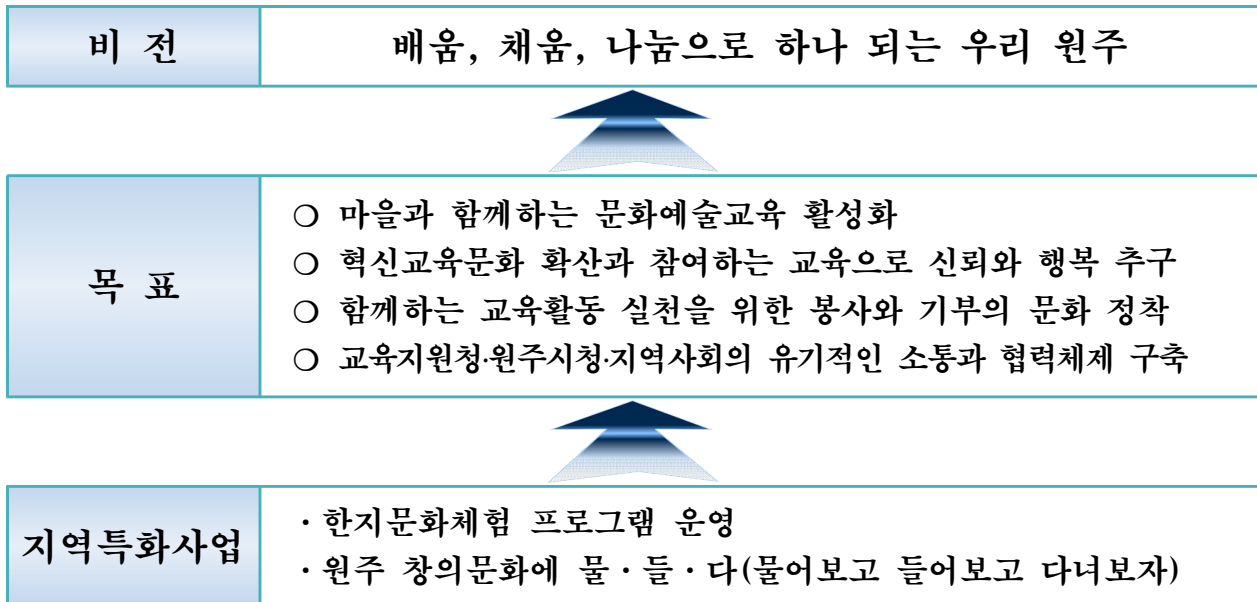 비 전
배움, 채움, 나눔으로 하나 되는 우리 원주
목 표
❍ 마을과 함께하는 문화예술교육 활성화
❍ 혁신교육문화 확산과 참여하는 교육으로 신뢰와 행복 추구
❍ 함께하는 교육활동 실천을 위한 봉사와 기부의 문화 정착
❍ 교육지원청·원주시청·지역사회의 유기적인 소통과 협력체제 구축
지역특화사업
· 한지문화체험 프로그램 운영
· 원주 창의문화에 물 · 들 · 다(물어보고 들어보고 다녀보자)